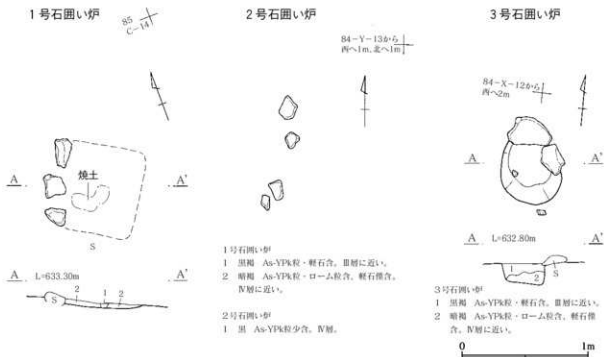 1号石囲い炉
85
C-14
焼土
A
A'
S
A
L=633.30m
A'
S
2
1
2
2号石囲い炉
84-Y-13から
西へ1m、北へ1m
1号石囲い炉
1 黒褐 As-YPk粒・軽石含。Ⅲ層に近い。
2 暗褐 As-YPk粒・ローム粒含、軽石僅含。
Ⅳ層に近い。
2号石囲い炉
1 黒 As-YPk粒少含。Ⅳ層。
3号石囲い炉
84-X-12から
西へ2m
A
A'
A
L=632.80m
A'
1
2
S
3号石囲い炉
1 黒褐 As-YPk粒・軽石含。Ⅲ層に近い。
2 暗褐 As-YPk粒・ローム粒含、軽石僅
含。Ⅳ層に近い。
0
1m